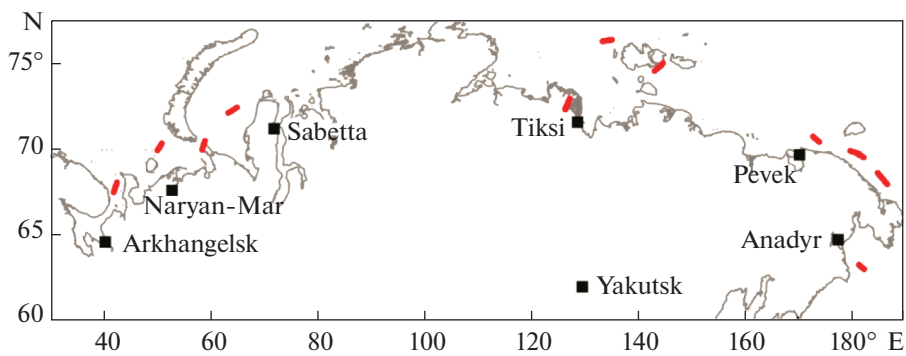 N
75°
Sabetta
Tiksi
70
Pevek
Naryan-Mar
65
Arkhangelsk
Anadyr
Yakutsk
60
40 60 80 100 120 140 160 180° E